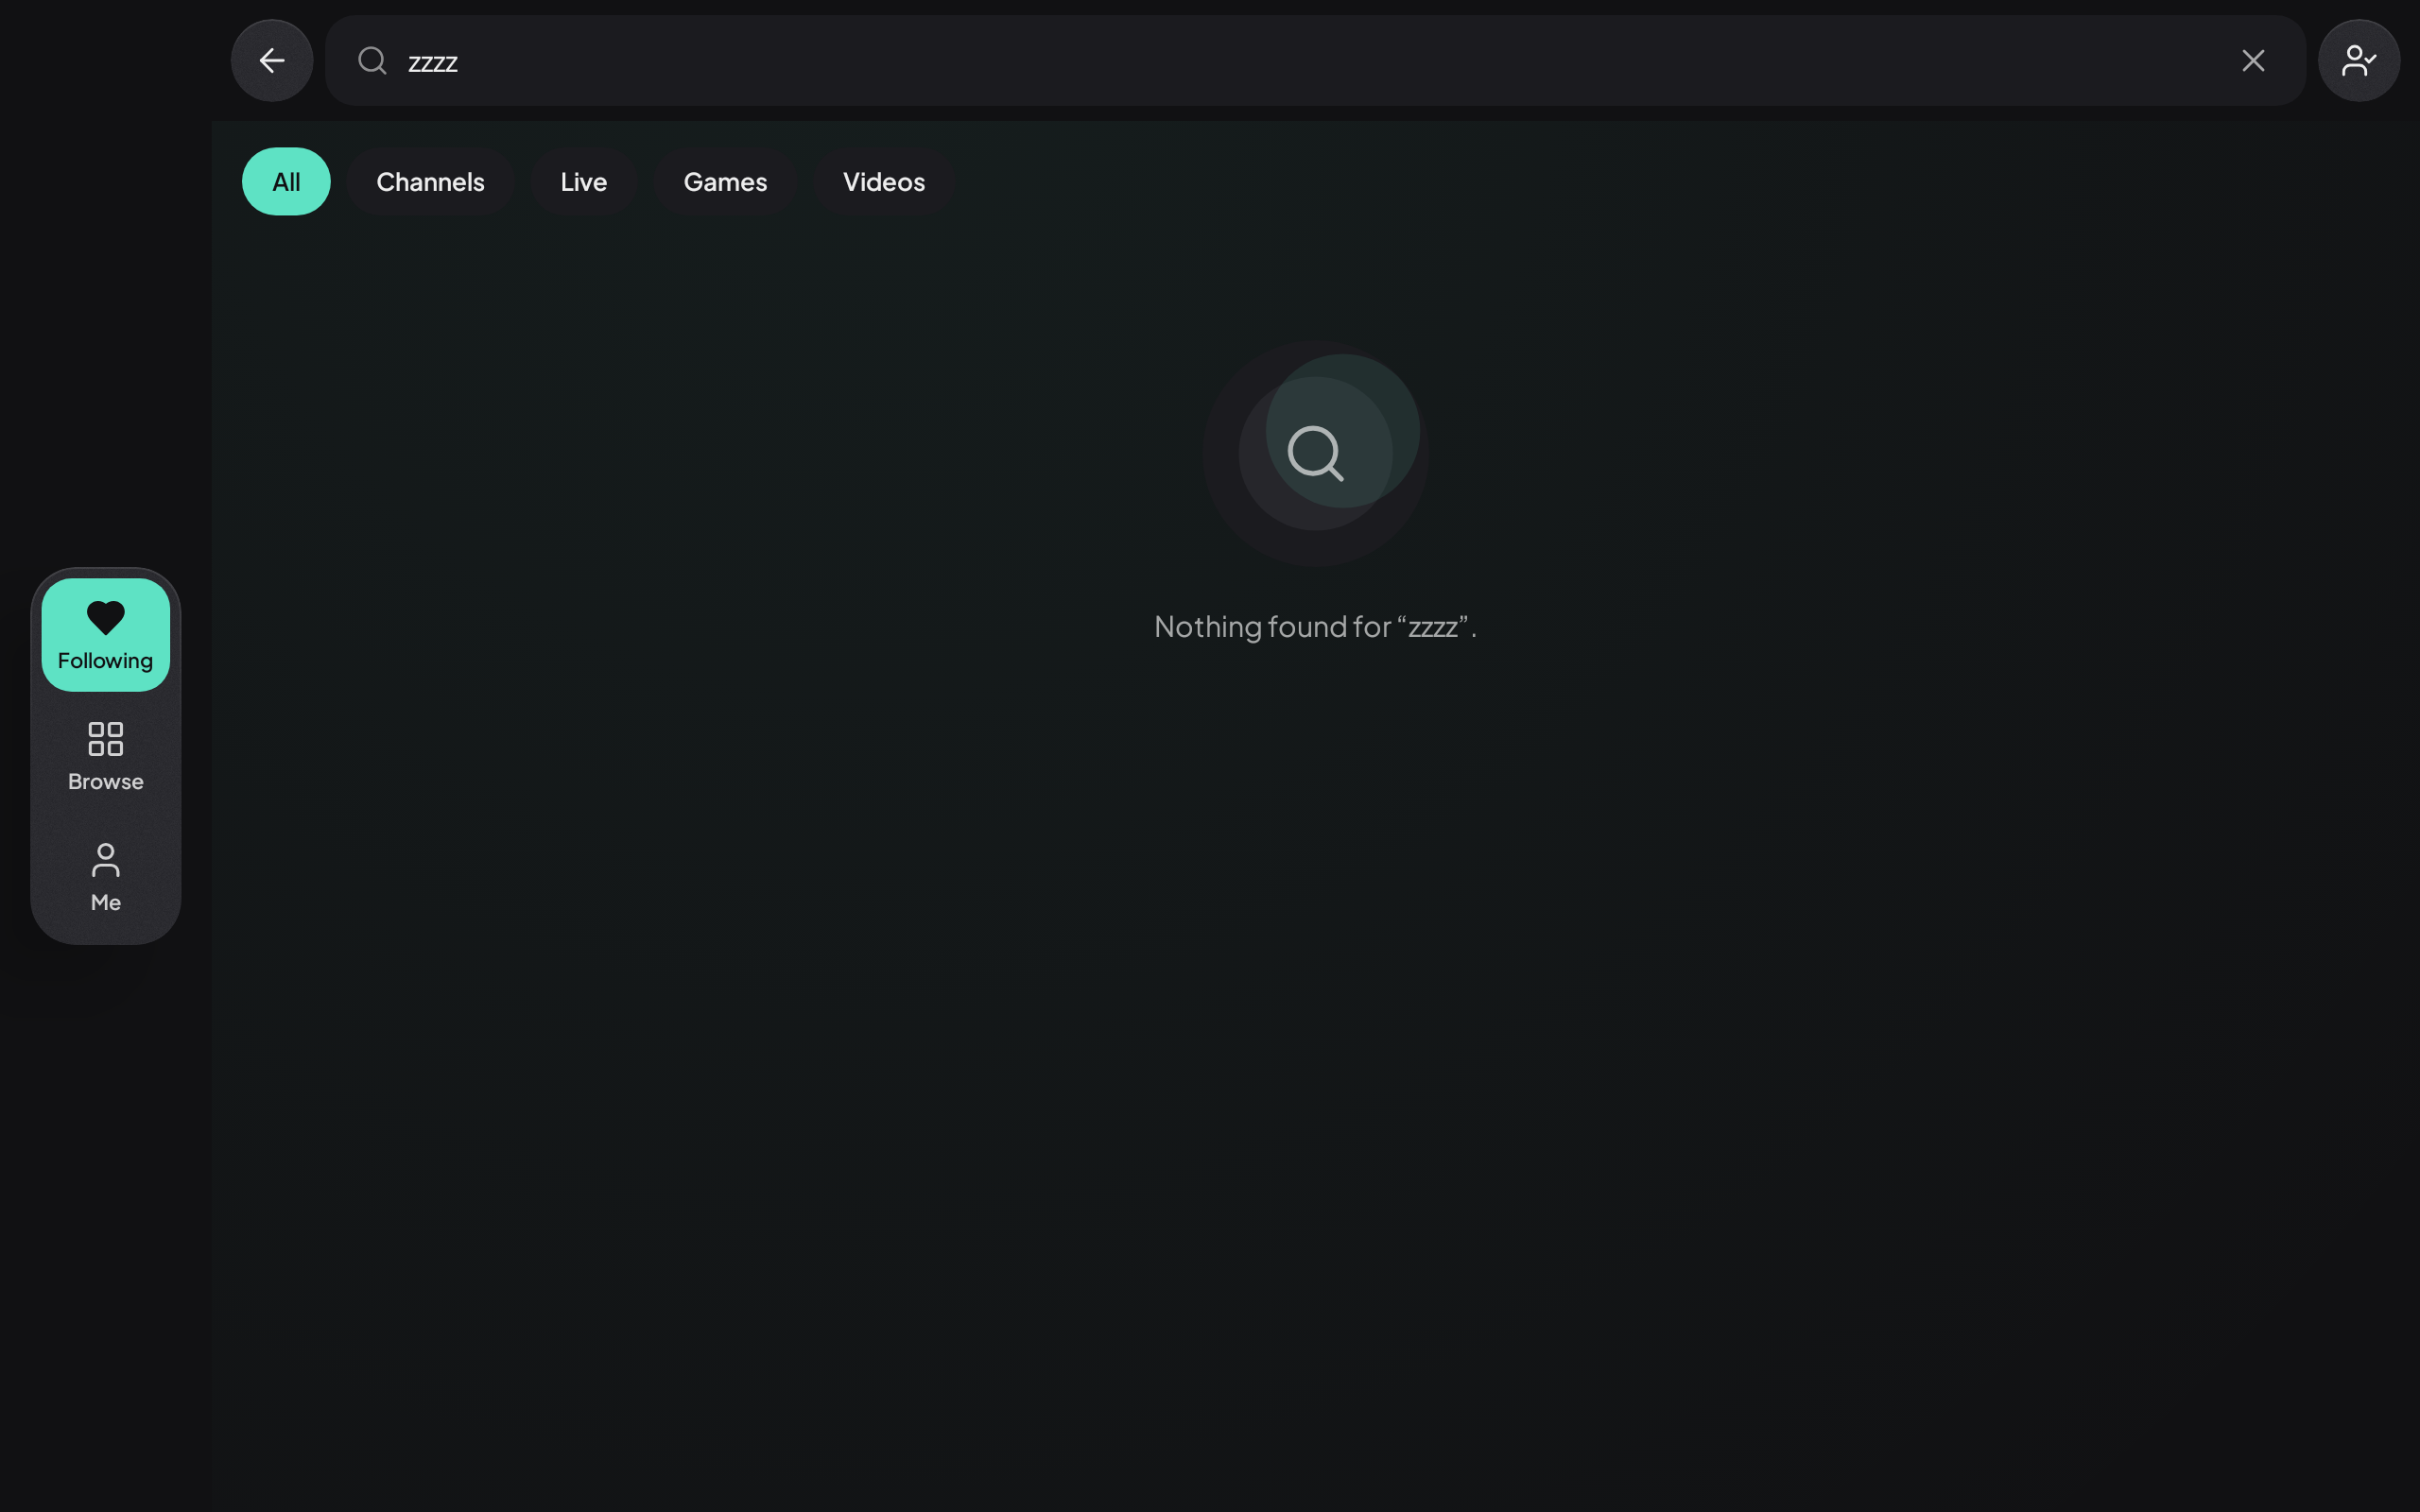 zzzz
All
Channels
Live
Games
Videos
Nothing found for “zzzz”.
Following
Browse
Me